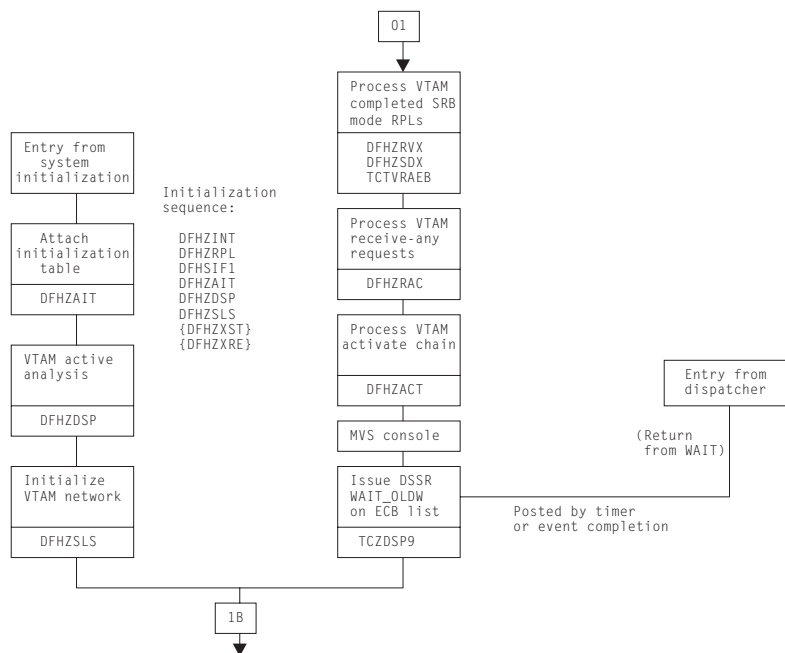 01
Process VTAM
completed SRB
mode RPLs
DFHZRVX
DFHZSDX
TCTVRAEB
Entry from
system
initialization
Initialization
sequence:
DFHZINT
DFHZRPL
DFHSIF1
DFHZAIT
DFHZDSP
DFHZSLS
{DFHZXST}
{DFHZXRE}
Attach
initialization
table
DFHZAIT
Process VTAM
receive-any
requests
DFHZRAC
VTAM active
analysis
DFHZDSP
Process VTAM
activate chain
DFHZACT
Entry from
dispatcher
MVS console
(Return
from WAIT)
Initialize
VTAM network
DFHZSLS
Issue DSSR
WAIT_OLDW
on ECB list
TCZDSP9
Posted by timer
or event completion
1B